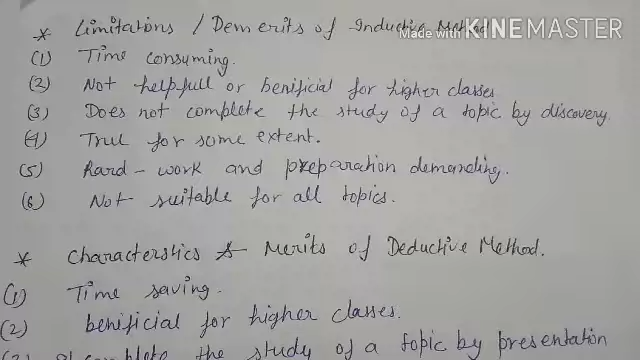 * Limitations / Demerits of Inductive Method
Made with KINEMASTER
(1) Time consuming.
(2) Not helpfull or benificial for higher classes
(3) Does not complete the study of a topic by discovery.
(4) True for some extent.
(5) Rard - work and preparation demanding.
(6) Not suitable for all topics.
* Characterstics & Merits of Deductive Method.
(1) Time saving.
(2) benificial for higher classes.
(3) complete the study of a topic by presentation